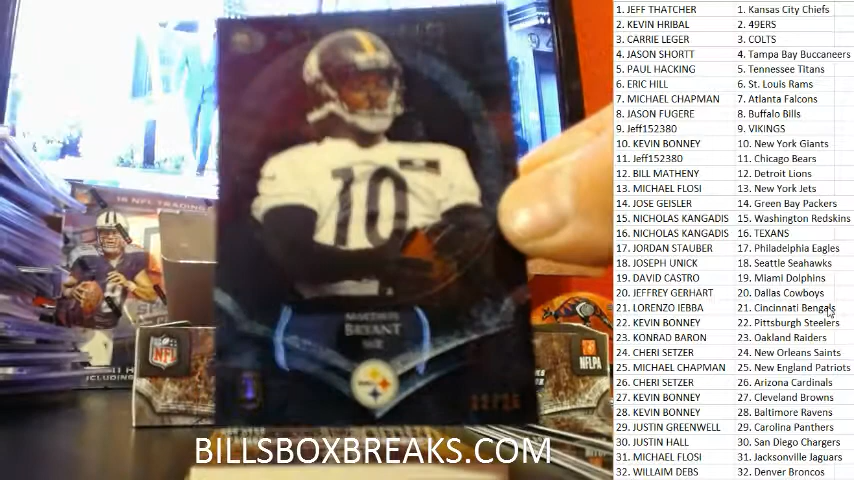 1. JEFF THATCHER 1. Kansas City Chiefs
2. KEVIN HRIBAL 2. 49ERS
3. CARRIE LEGER 3. COLTS
4. JASON SHORTT 4. Tampa Bay Buccaneers
5. PAUL HACKING 5. Tennessee Titans
6. ERIC HILL 6. St. Louis Rams
7. MICHAEL CHAPMAN 7. Atlanta Falcons
8. JASON FUGERE 8. Buffalo Bills
9. Jeff152380 9. VIKINGS
10. KEVIN BONNEY 10. New York Giants
11. Jeff152380 11. Chicago Bears
12. BILL MATHENY 12. Detroit Lions
13. MICHAEL FLOSI 13. New York Jets
14. JOSE GEISLER 14. Green Bay Packers
15. NICHOLAS KANGADIS 15. Washington Redskins
16. NICHOLAS KANGADIS 16. TEXANS
17. JORDAN STAUBER 17. Philadelphia Eagles
18. JOSEPH UNICK 18. Seattle Seahawks
19. DAVID CASTRO 19. Miami Dolphins
20. JEFFREY GERHART 20. Dallas Cowboys
21. LORENZO IEBBA 21. Cincinnati Bengals
22. KEVIN BONNEY 22. Pittsburgh Steelers
23. KONRAD BARON 23. Oakland Raiders
24. CHERI SETZER 24. New Orleans Saints
25. MICHAEL CHAPMAN 25. New England Patriots
26. CHERI SETZER 26. Arizona Cardinals
27. KEVIN BONNEY 27. Cleveland Browns
28. KEVIN BONNEY 28. Baltimore Ravens
29. JUSTIN GREENWELL 29. Carolina Panthers
30. JUSTIN HALL 30. San Diego Chargers
31. MICHAEL FLOSI 31. Jacksonville Jaguars
32. WILLAIM DEBS 32. Denver Broncos
10
MARTAVIS
BRYANT
WR
NFL
NFLPA
BILLSBOXBREAKS.COM